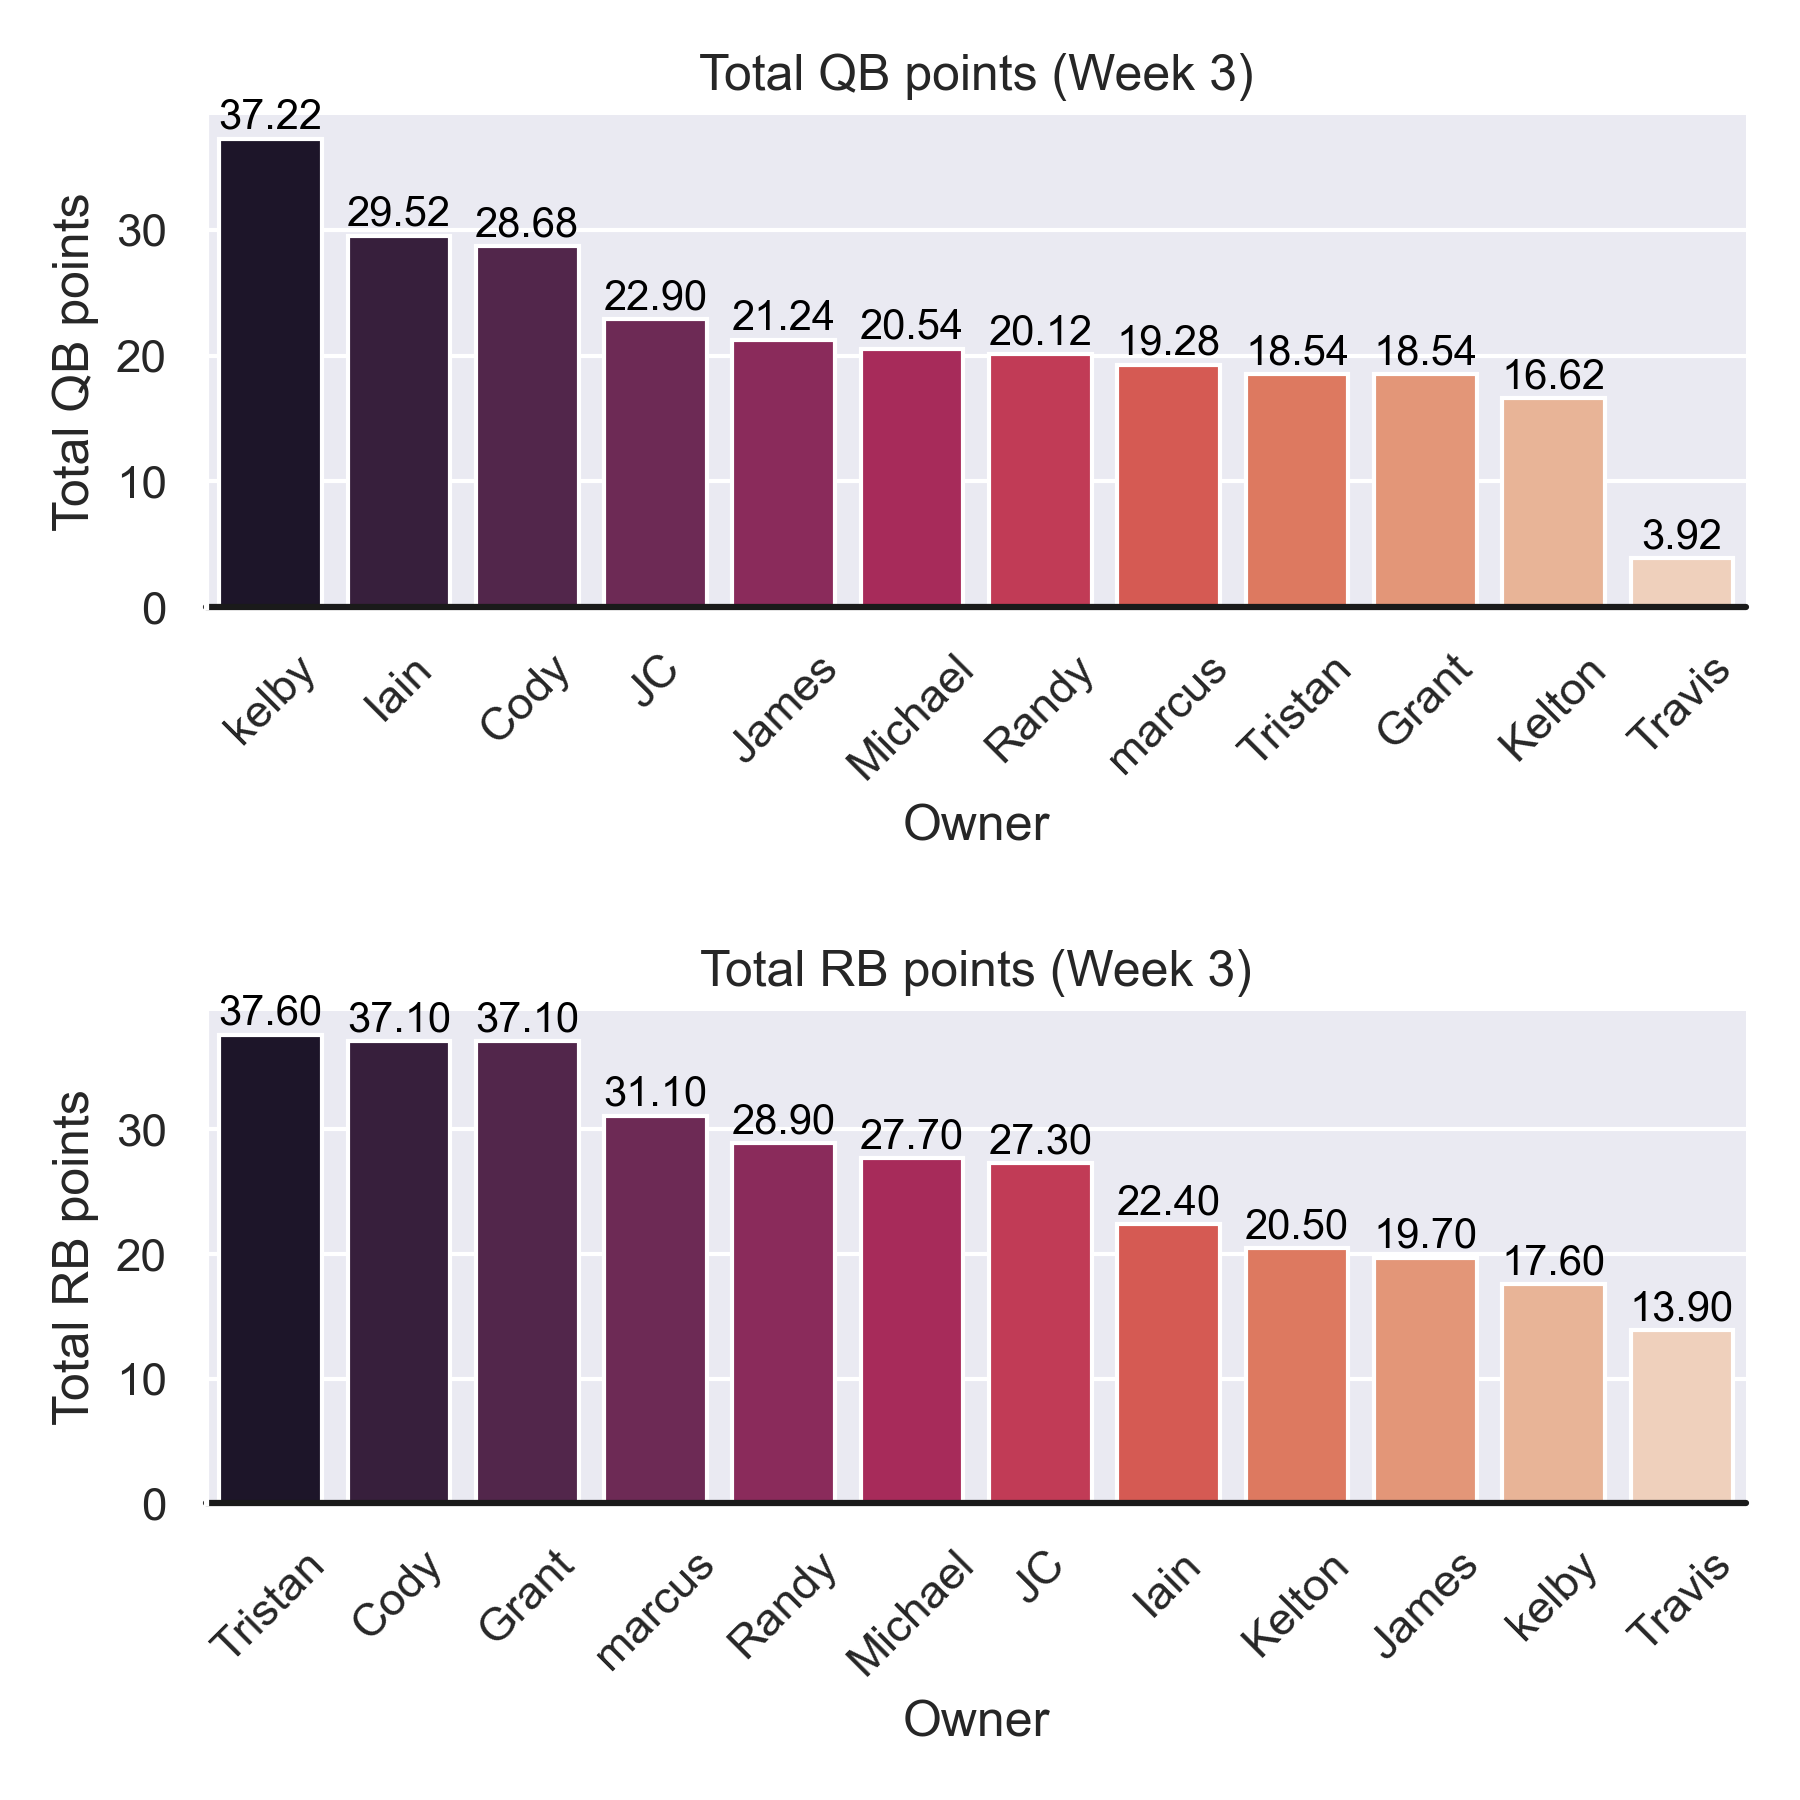 Total QB points (Week 3)
37.22
29.52
28.68
22.90
21.24
20.54
20.12
19.28
18.54
18.54
16.62
3.92
Total QB points
30
20
10
0
kelby
Iain
Cody
JC
James
Michael
Randy
marcus
Tristan
Grant
Kelton
Travis
Owner
Total RB points (Week 3)
37.60
37.10
37.10
31.10
28.90
27.70
27.30
22.40
20.50
19.70
17.60
13.90
Total RB points
30
20
10
0
Tristan
Cody
Grant
marcus
Randy
Michael
JC
Iain
Kelton
James
kelby
Travis
Owner